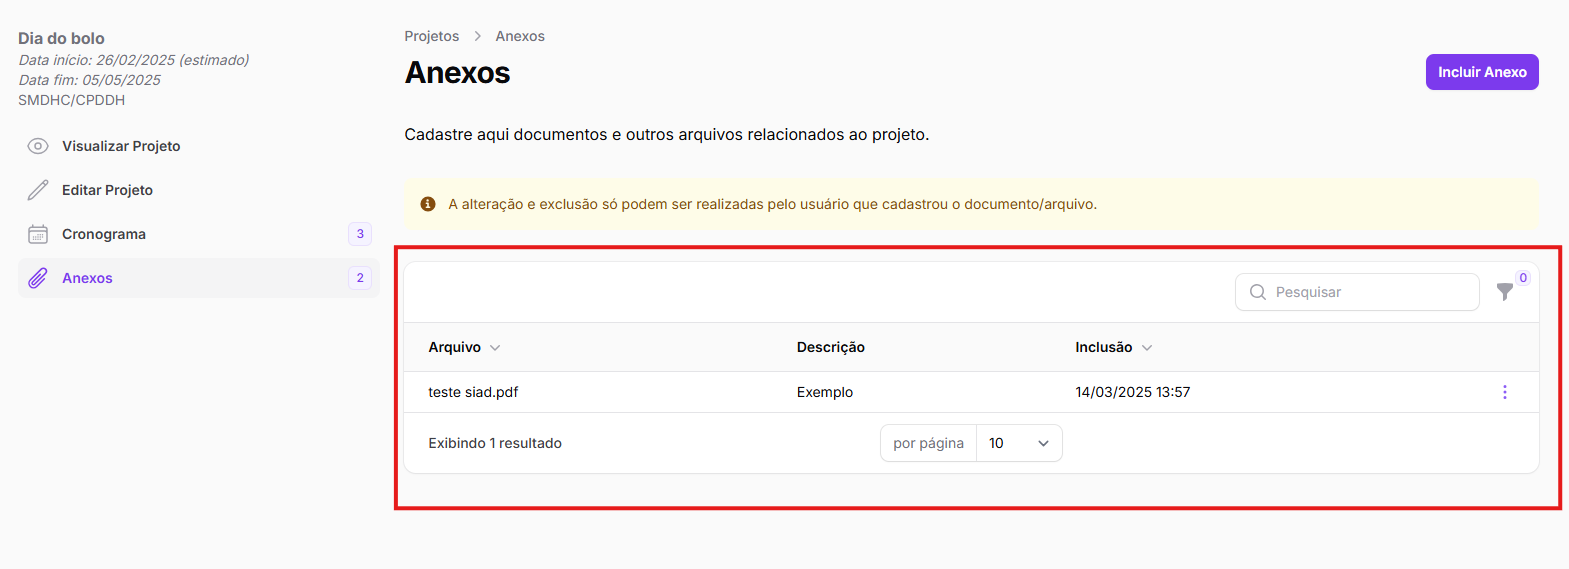 Dia do bolo
Data início: 26/02/2025 (estimado)
Data fim: 05/05/2025
SMDHC/CPDDH
Visualizar Projeto
Editar Projeto
Cronograma 3
Anexos 2
Projetos > Anexos
Anexos
Incluir Anexo
Cadastre aqui documentos e outros arquivos relacionados ao projeto.
A alteração e exclusão só podem ser realizadas pelo usuário que cadastrou o documento/arquivo.
Pesquisar 0
Arquivo Descrição Inclusão
teste siad.pdf Exemplo 14/03/2025 13:57
Exibindo 1 resultado por página 10